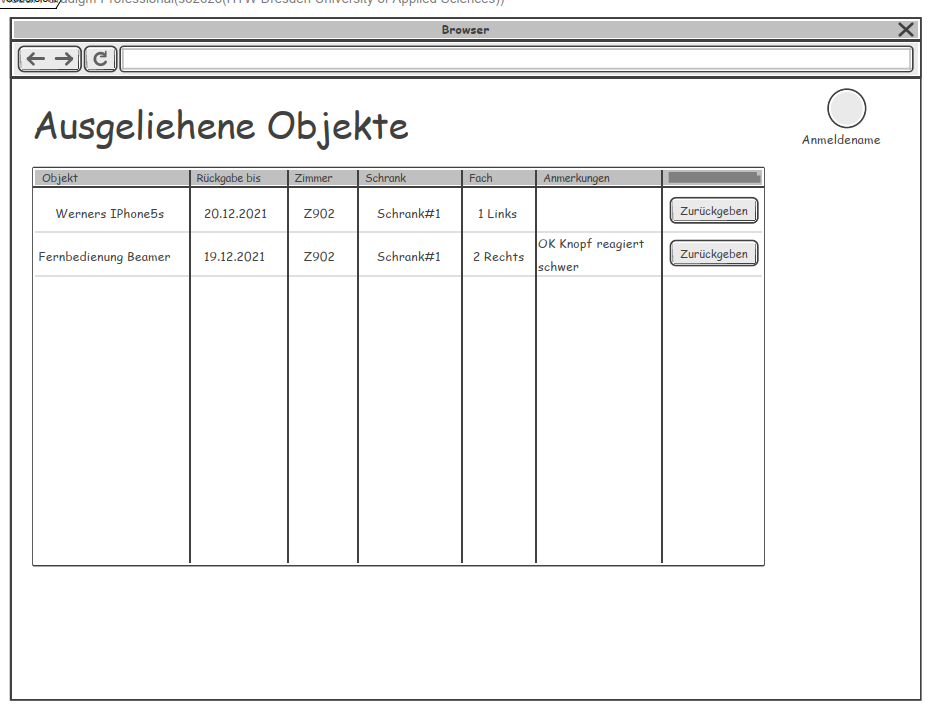 Paradigm Professional(s82028(HTW Dresden University of Applied Sciences))
Browser
Ausgeliehene Objekte
Anmeldename
Objekt Rückgabe bis Zimmer Schrank Fach Anmerkungen
Werners IPhone5s 20.12.2021 Z902 Schrank#1 1 Links Zurückgeben
Fernbedienung Beamer 19.12.2021 Z902 Schrank#1 2 Rechts OK Knopf reagiert Zurückgeben
schwer